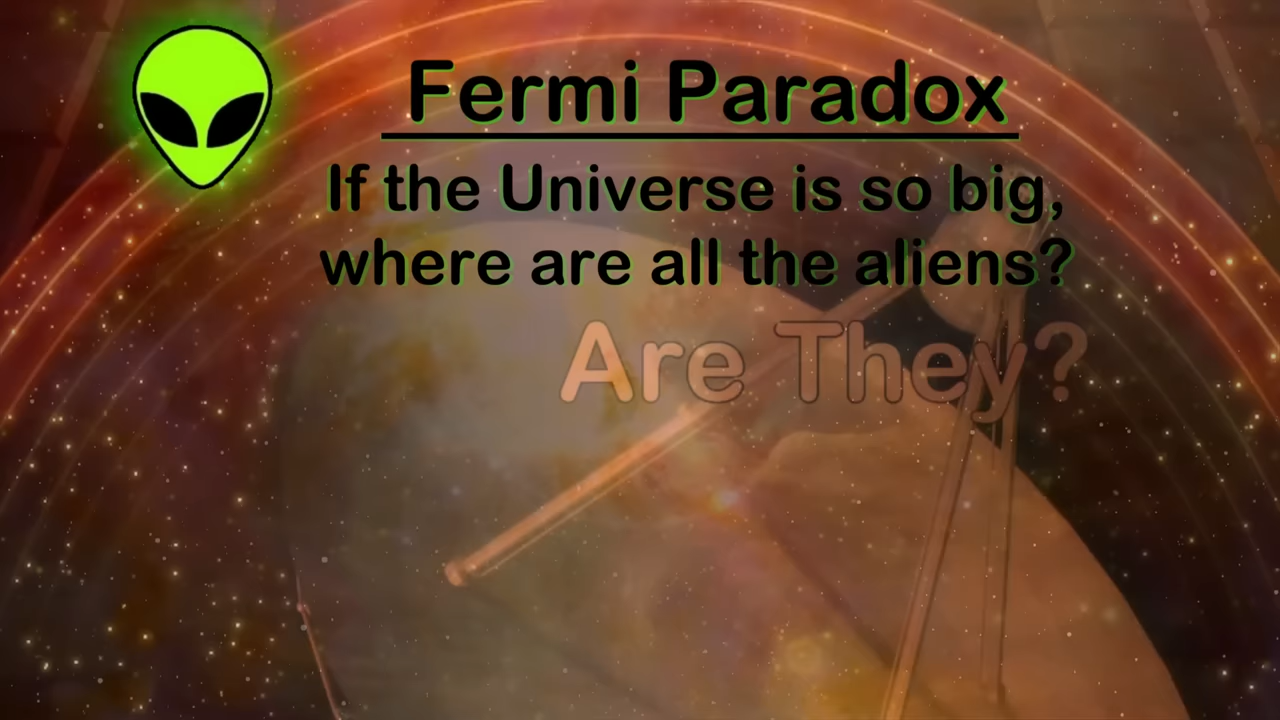 Fermi Paradox
If the Universe is so big,
where are all the aliens?
Are They?